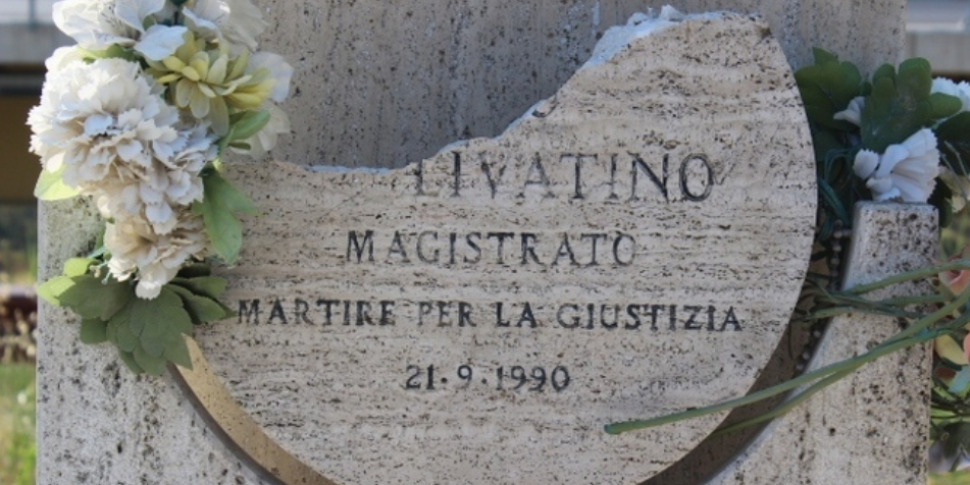 LIVATINO
MAGISTRATO
MARTIRE PER LA GIUSTIZIA
21·9·1990